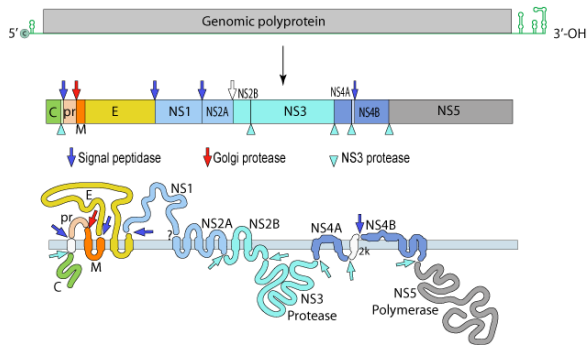 Genomic polyprotein
5′ C 3′-OH
C pr M E NS1 NS2A NS2B NS3 NS4A NS4B NS5
Signal peptidase Golgi protease NS3 protease
E NS1
pr NS2A NS2B NS4A NS4B
? 2k
M
C NS3 NS5
Protease Polymerase